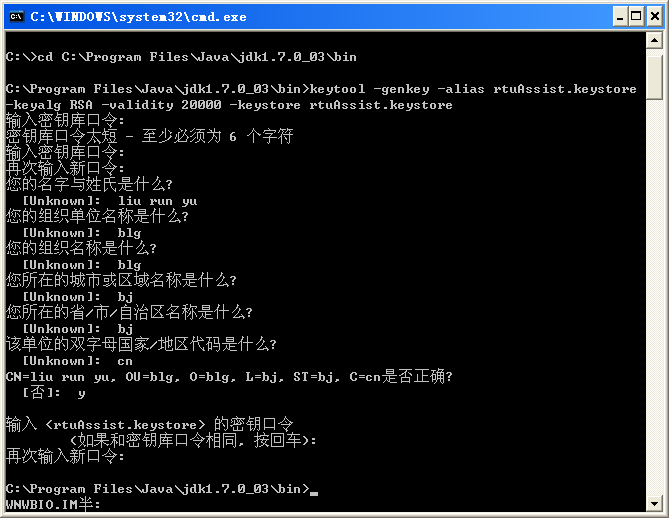 C:\WINDOWS\system32\cmd.exe
C:\>cd C:\Program Files\Java\jdk1.7.0_03\bin
C:\Program Files\Java\jdk1.7.0_03\bin>keytool -genkey -alias rtuAssist.keystore
-keyalg RSA -validity 20000 -keystore rtuAssist.keystore
输入密钥库口令:
密钥库口令太短 - 至少必须为 6 个字符
输入密钥库口令:
再次输入新口令:
您的名字与姓氏是什么?
[Unknown]:  liu run yu
您的组织单位名称是什么?
[Unknown]:  blg
您的组织名称是什么?
[Unknown]:  blg
您所在的城市或区域名称是什么?
[Unknown]:  bj
您所在的省/市/自治区名称是什么?
[Unknown]:  bj
该单位的双字母国家/地区代码是什么?
[Unknown]:  cn
CN=liu run yu, OU=blg, O=blg, L=bj, ST=bj, C=cn是否正确?
[否]:  y
输入 <rtuAssist.keystore> 的密钥口令
(如果和密钥库口令相同, 按回车):
再次输入新口令:
C:\Program Files\Java\jdk1.7.0_03\bin>
WNWBIO.IM半: